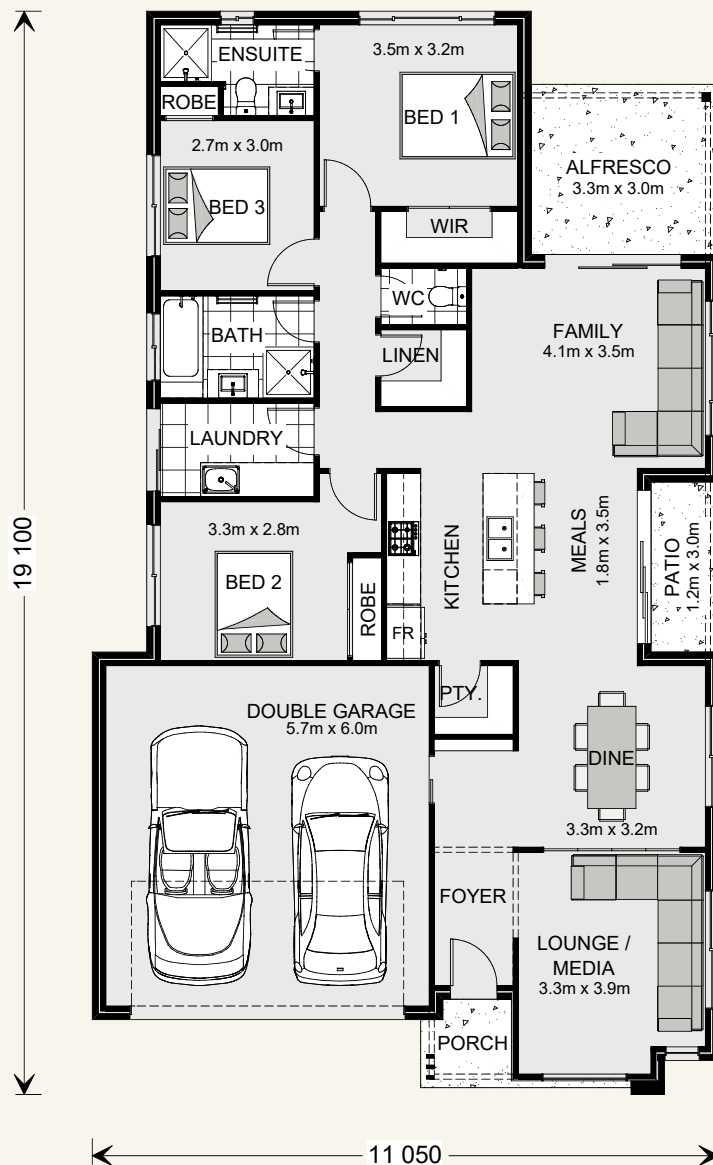 ENSUITE
3.5m x 3.2m
ROBE
BED 1
2.7m x 3.0m
ALFRESCO
3.3m x 3.0m
BED 3
WIR
WC
BATH
FAMILY
4.1m x 3.5m
LINEN
LAUNDRY
19 100
3.3m x 2.8m
BED 2
ROBE
KITCHEN
FR
MEALS
1.8m x 3.5m
PATIO
1.2m x 3.0m
PTY.
DOUBLE GARAGE
5.7m x 6.0m
DINE
3.3m x 3.2m
FOYER
LOUNGE /
MEDIA
3.3m x 3.9m
PORCH
11 050